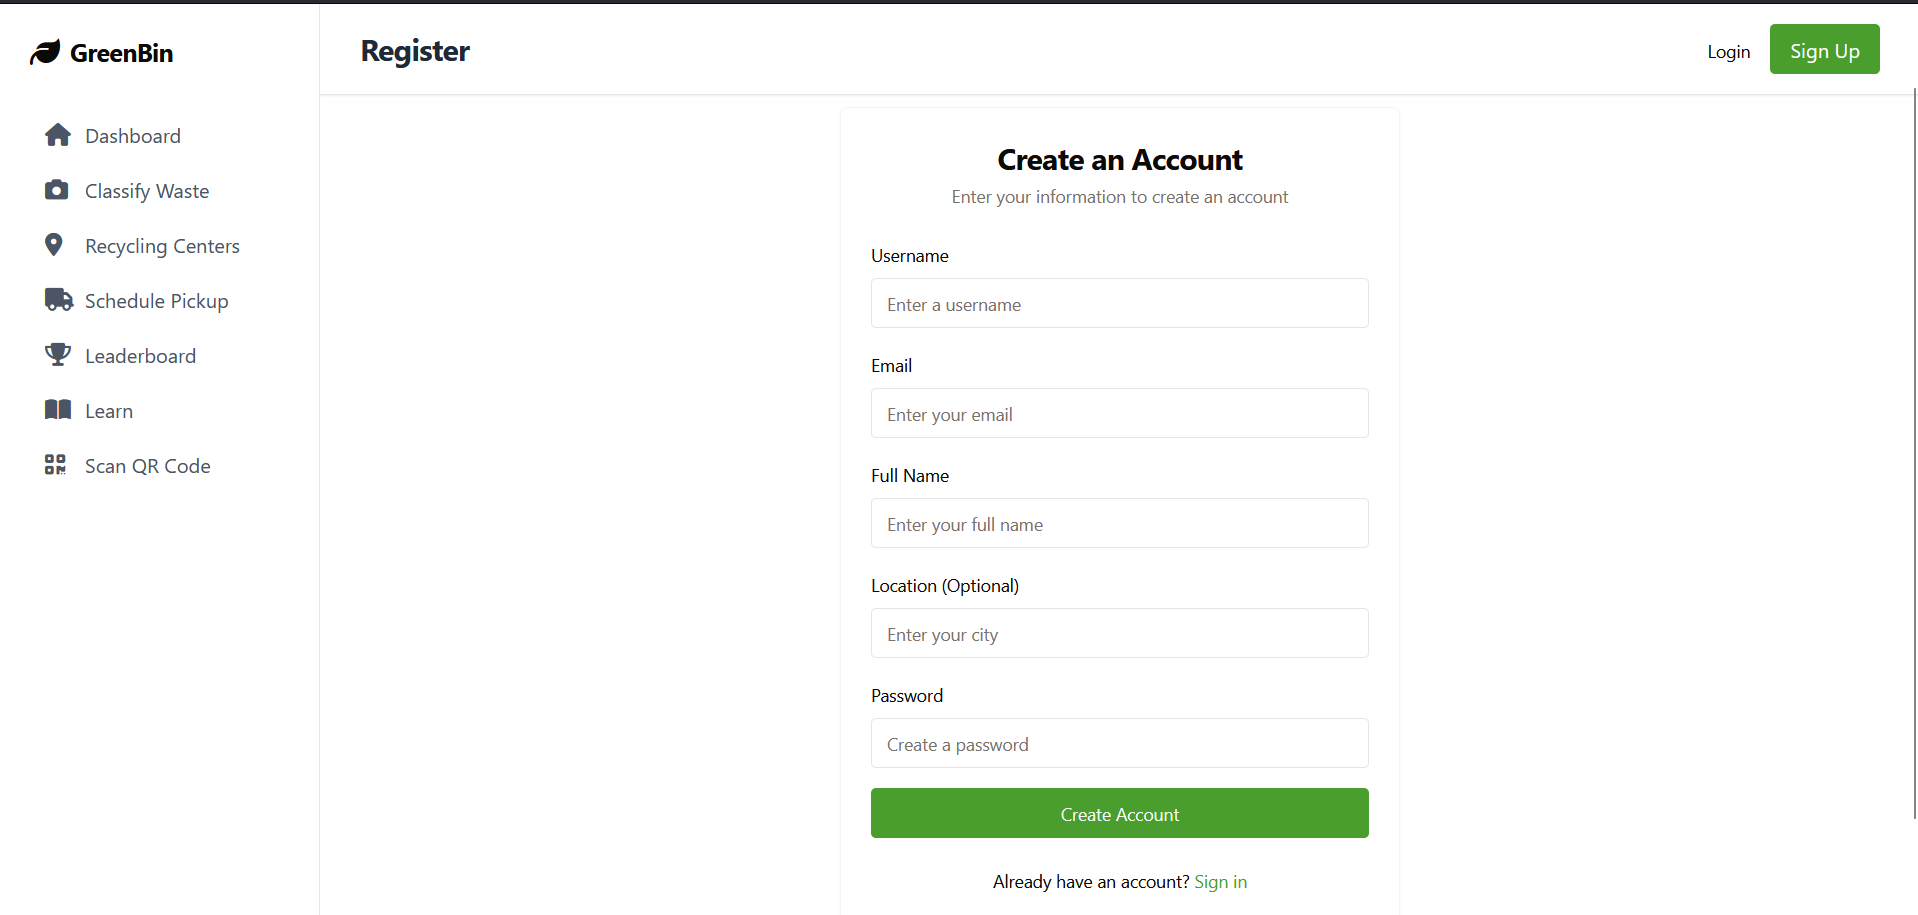 GreenBin
Dashboard
Classify Waste
Recycling Centers
Schedule Pickup
Leaderboard
Learn
Scan QR Code
Register
Login
Sign Up
Create an Account
Enter your information to create an account
Username
Enter a username
Email
Enter your email
Full Name
Enter your full name
Location (Optional)
Enter your city
Password
Create a password
Create Account
Already have an account? Sign in